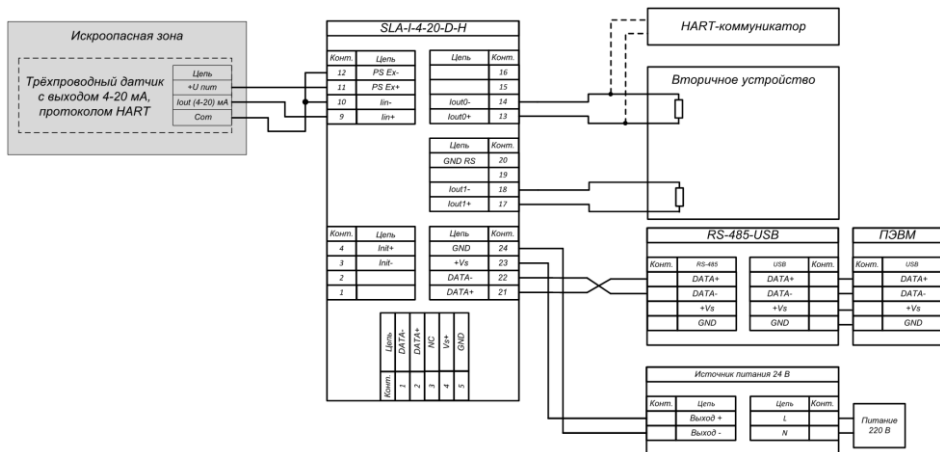 Искроопасная зона
Трёхпроводный датчик
с выходом 4-20 мА,
протоколом HART
Цепь
+U пит
Iout (4-20) мА
Com
SLA-I-4-20-D-H
Конт. Цепь
12 PS Ex-
11 PS Ex+
10 Iin-
9 Iin+
Цепь Конт.
16
15
Iout0- 14
Iout0+ 13
Цепь Конт.
GND RS 20
19
Iout1- 18
Iout1+ 17
Конт. Цепь
4 Init+
3 Init-
2
1
Цепь Конт.
GND 24
+Vs 23
DATA- 22
DATA+ 21
Конт. Цепь
1 DATA-
2 DATA+
3 NC
4 Vs+
5 GND
HART-коммуникатор
Вторичное устройство
RS-485-USB
Конт. RS-485
DATA+
DATA-
+Vs
GND
USB Конт.
DATA+
DATA-
+Vs
GND
ПЭВМ
Конт. USB
DATA+
DATA-
+Vs
GND
Источник питания 24 В
Конт. Цепь
Выход +
Выход -
Цепь Конт.
L
N
Питание
220 В